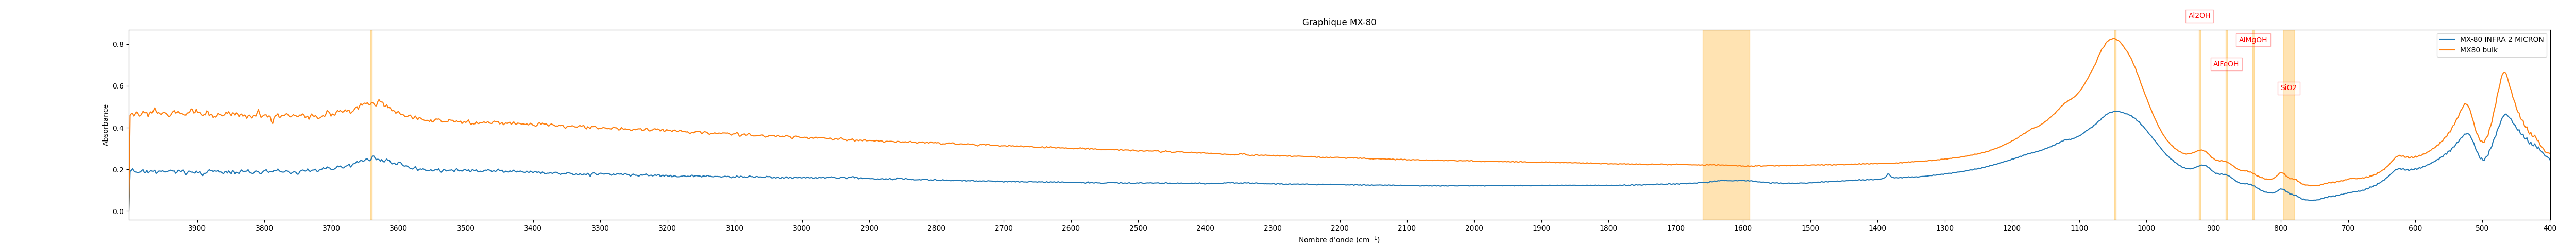 Al2OH
Graphique MX-80
AlMgOH
AlFeOH
SiO2
MX-80 INFRA 2 MICRON
MX80 bulk
Absorbance
0.8
0.6
0.4
0.2
0.0
3900 3800 3700 3600 3500 3400 3300 3200 3100 3000 2900 2800 2700 2600 2500 2400 2300 2200 2100 2000 1900 1800 1700 1600 1500 1400 1300 1200 1100 1000 900 800 700 600 500 400
Nombre d'onde (cm⁻¹)